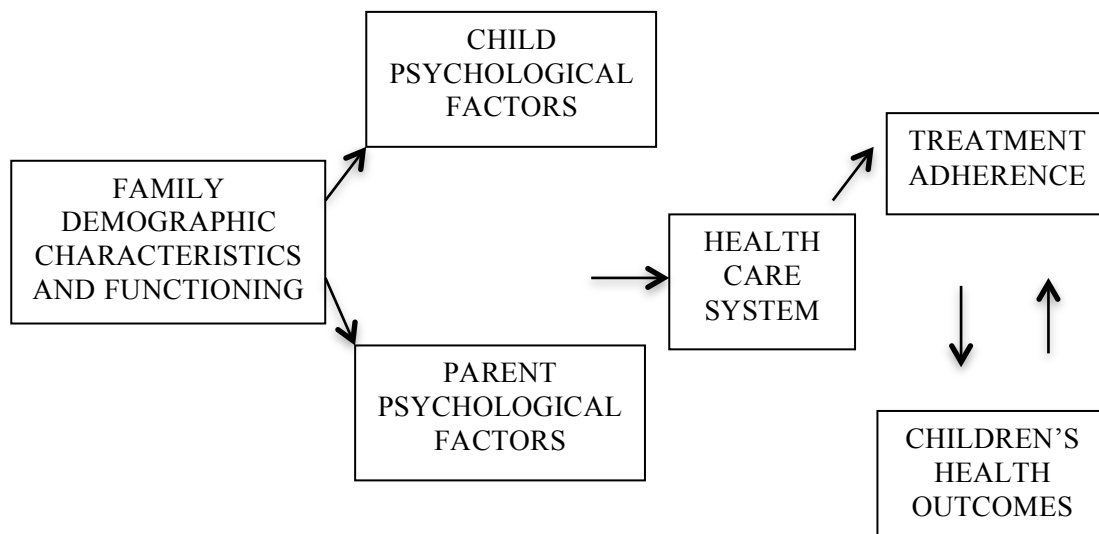 CHILD
PSYCHOLOGICAL
FACTORS
FAMILY
DEMOGRAPHIC
CHARACTERISTICS
AND FUNCTIONING
PARENT
PSYCHOLOGICAL
FACTORS
HEALTH
CARE
SYSTEM
TREATMENT
ADHERENCE
CHILDREN’S
HEALTH
OUTCOMES